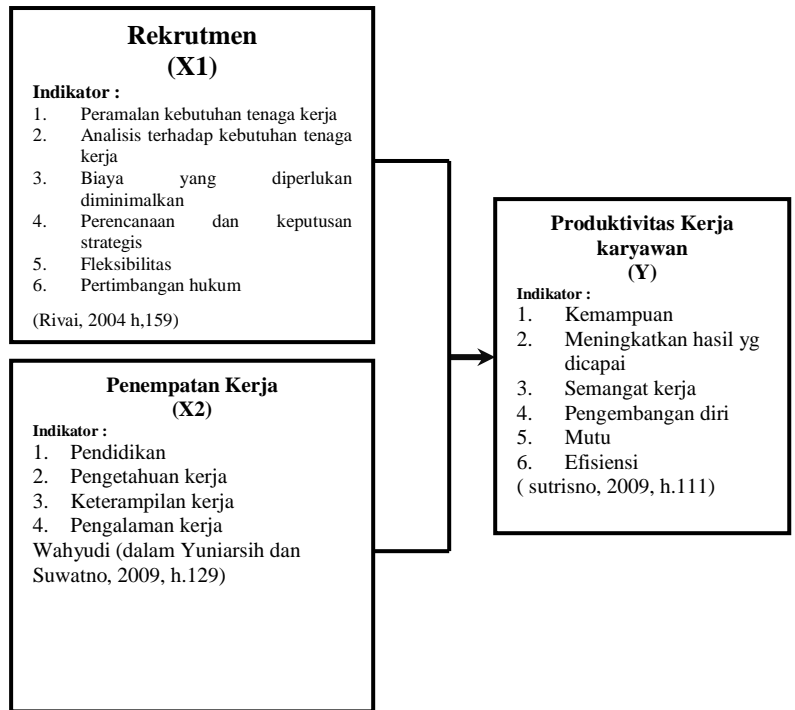 Rekrutmen
(X1)
Indikator :
1. Peramalan kebutuhan tenaga kerja
2. Analisis terhadap kebutuhan tenaga
kerja
3. Biaya yang diperlukan
diminimalkan
4. Perencanaan dan keputusan
strategis
5. Fleksibilitas
6. Pertimbangan hukum
(Rivai, 2004 h,159)
Penempatan Kerja
(X2)
Indikator :
1. Pendidikan
2. Pengetahuan kerja
3. Keterampilan kerja
4. Pengalaman kerja
Wahyudi (dalam Yuniarsih dan
Suwatno, 2009, h.129)
Produktivitas Kerja
karyawan
(Y)
Indikator :
1. Kemampuan
2. Meningkatkan hasil yg
dicapai
3. Semangat kerja
4. Pengembangan diri
5. Mutu
6. Efisiensi
( sutrisno, 2009, h.111)